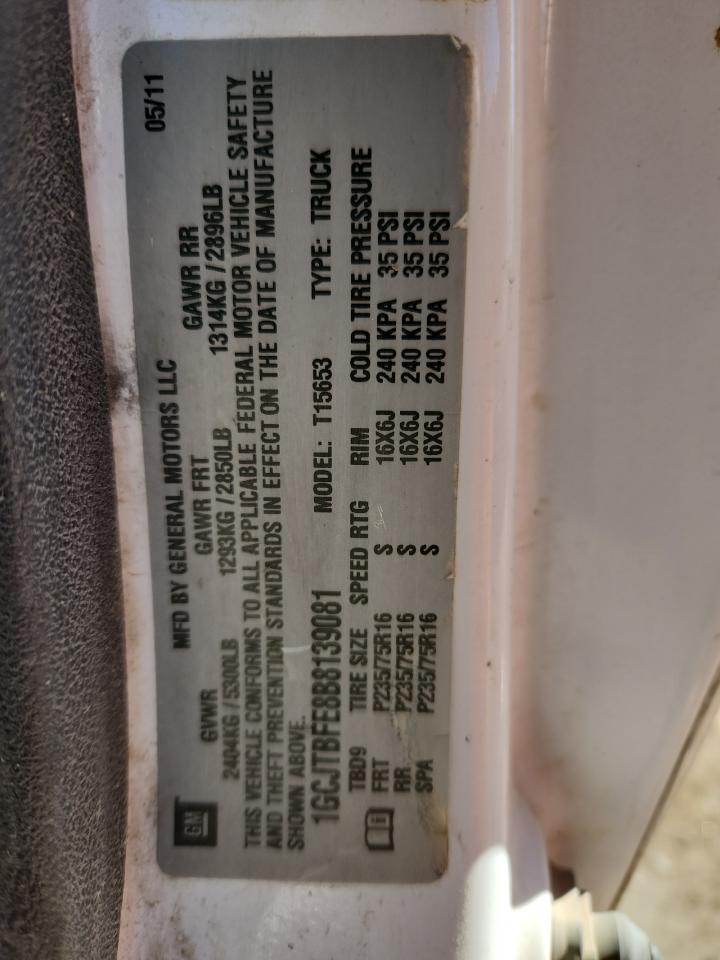 GM
MFD BY GENERAL MOTORS LLC 05/11
GVWR GAWR FRT GAWR RR
2404KG / 5300LB 1293KG / 2850LB 1314KG / 2896LB
THIS VEHICLE CONFORMS TO ALL APPLICABLE FEDERAL MOTOR VEHICLE SAFETY
AND THEFT PREVENTION STANDARDS IN EFFECT ON THE DATE OF MANUFACTURE
SHOWN ABOVE.
1GCJTBFE8B8139081 MODEL: T15653 TYPE: TRUCK
TBD9 TIRE SIZE SPEED RTG RIM COLD TIRE PRESSURE
FRT P235/75R16 S 16X6J 240 KPA 35 PSI
RR P235/75R16 S 16X6J 240 KPA 35 PSI
SPA P235/75R16 S 16X6J 240 KPA 35 PSI